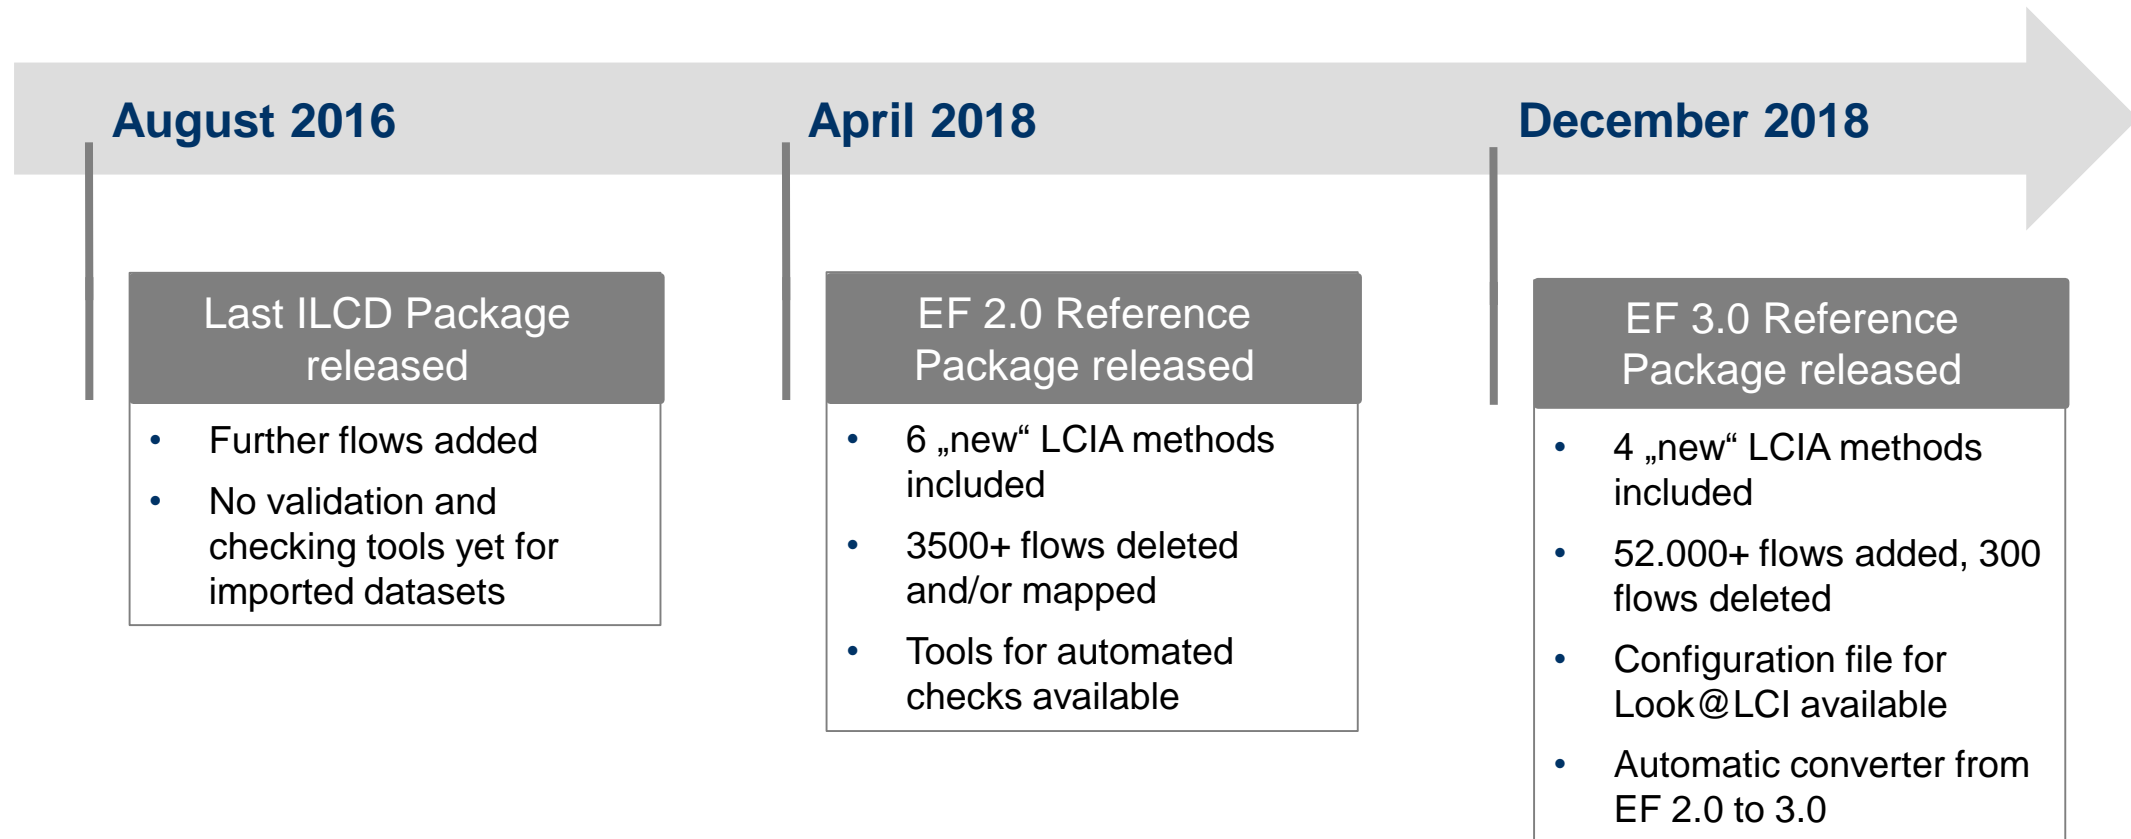 August 2016
April 2018
December 2018
Last ILCD Package
released
• Further flows added
• No validation and
checking tools yet for
imported datasets
EF 2.0 Reference
Package released
• 6 „new“ LCIA methods
included
• 3500+ flows deleted
and/or mapped
• Tools for automated
checks available
EF 3.0 Reference
Package released
• 4 „new“ LCIA methods
included
• 52.000+ flows added, 300
flows deleted
• Configuration file for
Look@LCI available
• Automatic converter from
EF 2.0 to 3.0